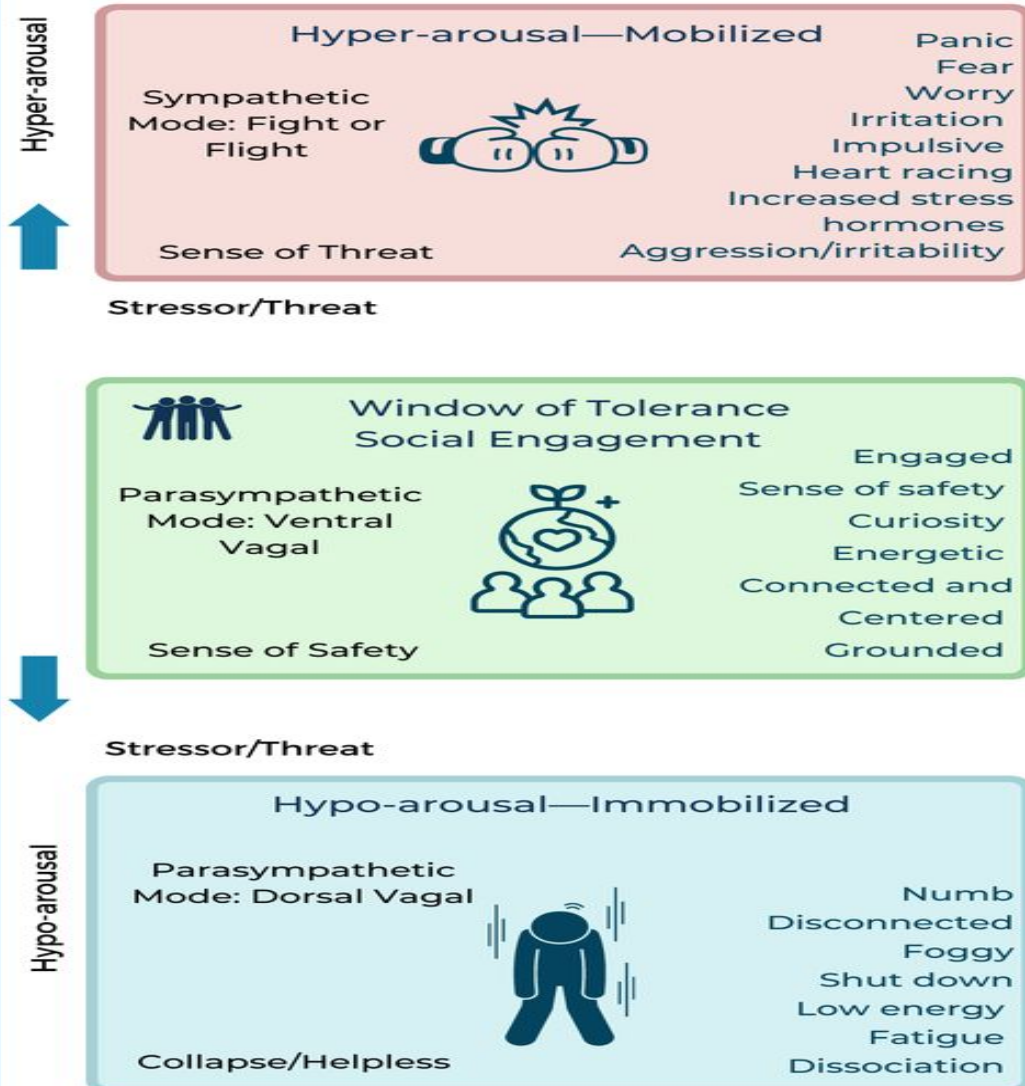 Hyper-arousal
Hyper-arousal—Mobilized
Sympathetic
Mode: Fight or
Flight
Sense of Threat
Panic
Fear
Worry
Irritation
Impulsive
Heart racing
Increased stress
hormones
Aggression/irritability
Stressor/Threat
Window of Tolerance
Social Engagement
Parasympathetic
Mode: Ventral
Vagal
Sense of Safety
Engaged
Sense of safety
Curiosity
Energetic
Connected and
Centered
Grounded
Stressor/Threat
Hypo-arousal
Hypo-arousal—Immobilized
Parasympathetic
Mode: Dorsal Vagal
Collapse/Helpless
Numb
Disconnected
Foggy
Shut down
Low energy
Fatigue
Dissociation